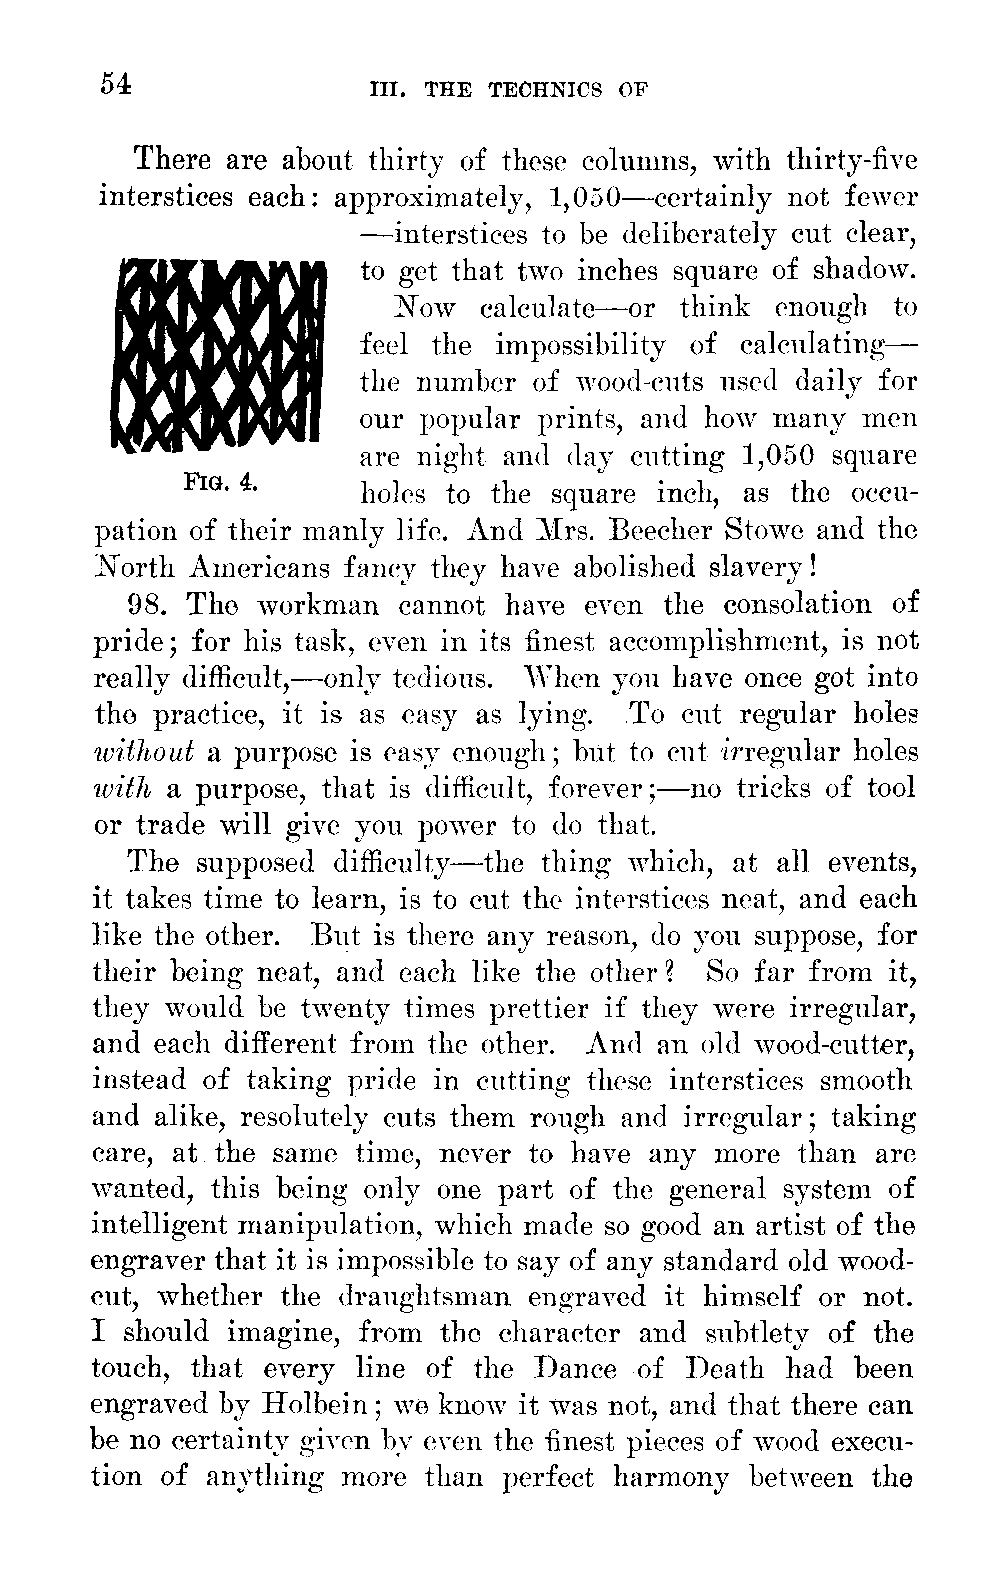 54
III. THE TECHNICS OF
There are about thirty of these columns, with thirty-five
interstices each: approximately, 1,050—certainly not fewer
—interstices to be deliberately cut clear,
to get that two inches square of shadow.
Now calculate—or think enough to
feel the impossibility of calculating—
the number of wood-cuts used daily for
our popular prints, and how many men
are night and day cutting 1,050 square
holes to the square inch, as the occu-
FIG. 4.
pation of their manly life. And Mrs. Beecher Stowe and the
North Americans fancy they have abolished slavery!
98. The workman cannot have even the consolation of
pride; for his task, even in its finest accomplishment, is not
really difficult,—only tedious. When you have once got into
the practice, it is as easy as lying. To cut regular holes
without a purpose is easy enough; but to cut irregular holes
with a purpose, that is difficult, forever;—no tricks of tool
or trade will give you power to do that.
The supposed difficulty—the thing which, at all events,
it takes time to learn, is to cut the interstices neat, and each
like the other. But is there any reason, do you suppose, for
their being neat, and each like the other? So far from it,
they would be twenty times prettier if they were irregular,
and each different from the other. And an old wood-cutter,
instead of taking pride in cutting these interstices smooth
and alike, resolutely cuts them rough and irregular; taking
care, at the same time, never to have any more than are
wanted, this being only one part of the general system of
intelligent manipulation, which made so good an artist of the
engraver that it is impossible to say of any standard old wood-
cut, whether the draughtsman engraved it himself or not.
I should imagine, from the character and subtlety of the
touch, that every line of the Dance of Death had been
engraved by Holbein; we know it was not, and that there can
be no certainty given by even the finest pieces of wood execu-
tion of anything more than perfect harmony between the